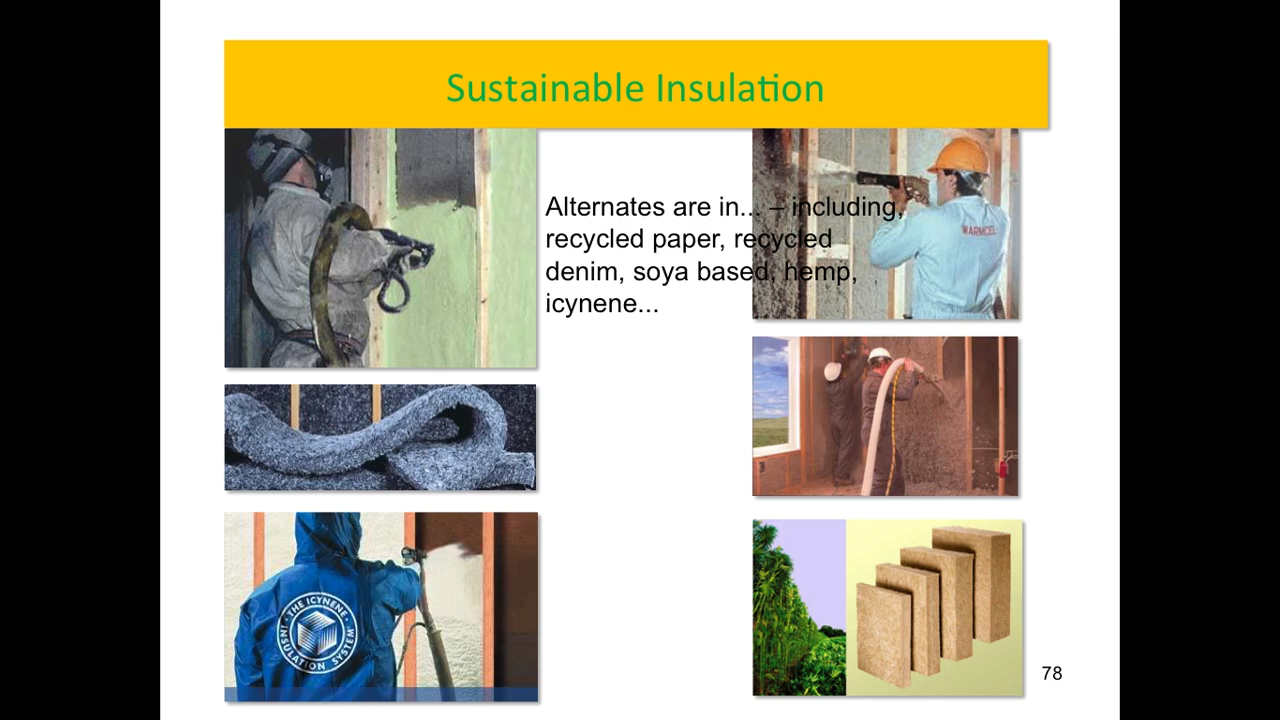 Sustainable Insulation
Alternates are in... – including,
recycled paper, recycled
denim, soya based, hemp,
icynene...
WARMCEL
THE ICYNENE
INSULATION SYSTEM
78